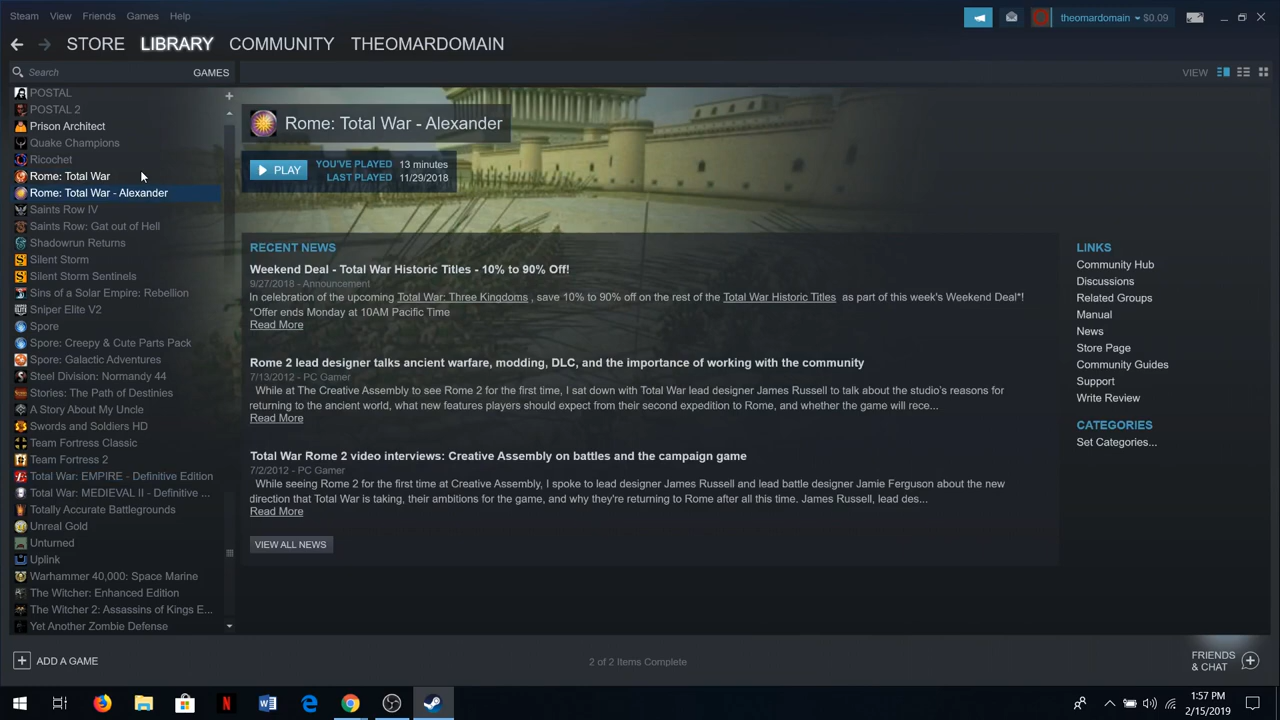 Steam View Friends Games Help
theomardomain $0.09
STORE LIBRARY COMMUNITY THEOMARDOMAIN
Search GAMES
VIEW
POSTAL
POSTAL 2
Prison Architect
Quake Champions
Ricochet
Rome: Total War
Rome: Total War - Alexander
Saints Row IV
Saints Row: Gat out of Hell
Shadowrun Returns
Silent Storm
Silent Storm Sentinels
Sins of a Solar Empire: Rebellion
Sniper Elite V2
Spore
Spore: Creepy & Cute Parts Pack
Spore: Galactic Adventures
Steel Division: Normandy 44
Stories: The Path of Destinies
A Story About My Uncle
Swords and Soldiers HD
Team Fortress Classic
Team Fortress 2
Total War: EMPIRE - Definitive Edition
Total War: MEDIEVAL II - Definitive ...
Totally Accurate Battlegrounds
Unreal Gold
Unturned
Uplink
Warhammer 40,000: Space Marine
The Witcher: Enhanced Edition
The Witcher 2: Assassins of Kings E...
Yet Another Zombie Defense
Rome: Total War - Alexander
PLAY
YOU'VE PLAYED 13 minutes
LAST PLAYED 11/29/2018
RECENT NEWS
Weekend Deal - Total War Historic Titles - 10% to 90% Off!
9/27/2018 - Announcement
In celebration of the upcoming Total War: Three Kingdoms , save 10% to 90% off on the rest of the Total War Historic Titles as part of this week's Weekend Deal*!
*Offer ends Monday at 10AM Pacific Time
Read More
Rome 2 lead designer talks ancient warfare, modding, DLC, and the importance of working with the community
7/13/2012 - PC Gamer
While at The Creative Assembly to see Rome 2 for the first time, I sat down with Total War lead designer James Russell to talk about the studio's reasons for
returning to the ancient world, what new features players should expect from their second expedition to Rome, and whether the game will rece...
Read More
Total War Rome 2 video interviews: Creative Assembly on battles and the campaign game
7/2/2012 - PC Gamer
While seeing Rome 2 for the first time at Creative Assembly, I spoke to lead designer James Russell and lead battle designer Jamie Ferguson about the new
direction that Total War is taking, their ambitions for the game, and why they're returning to Rome after all this time. James Russell, lead des...
Read More
VIEW ALL NEWS
LINKS
Community Hub
Discussions
Related Groups
Manual
News
Store Page
Community Guides
Support
Write Review
CATEGORIES
Set Categories...
ADD A GAME
2 of 2 Items Complete
FRIENDS
& CHAT
1:57 PM
2/15/2019